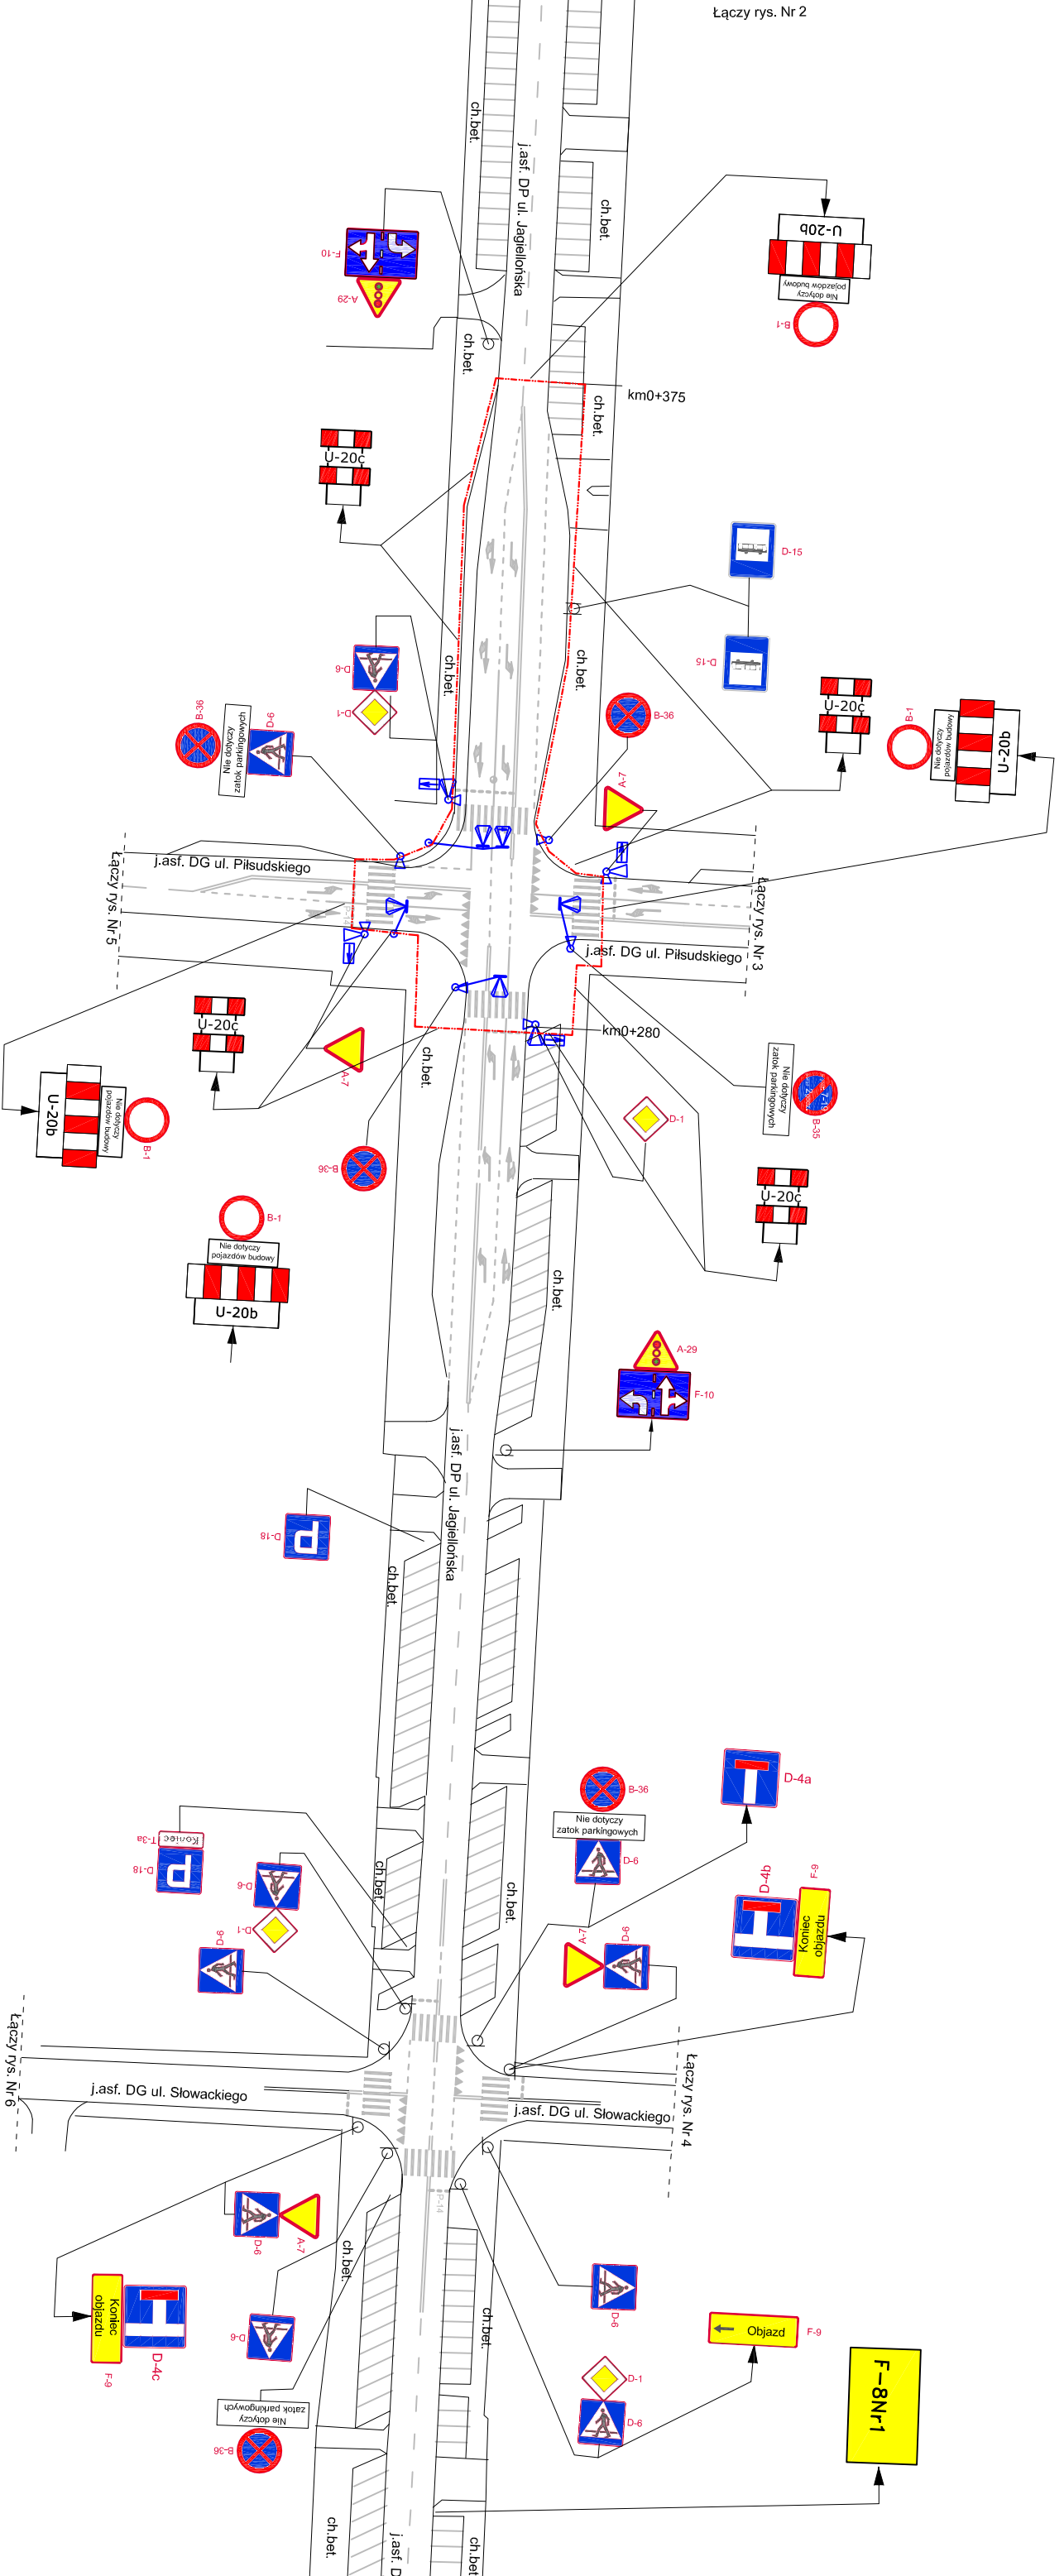 Łączy rys. Nr 2
ch.bet.
j.asf. DP ul. Jagiellońska
ch.bet.
U-20b
Nie dotyczy
pojazdów budowy
B-1
F-10
A-29
ch.bet.
km0+375
ch.bet.
U-20c
D-15
D-15
D-6
D-1
ch.bet.
ch.bet.
B-36
Nie dotyczy
zatok parkingowych
D-6
B-36
A-7
U-20c
B-1
Nie dotyczy
pojazdów budowy
U-20b
Łączy rys. Nr 5
j.asf. DG ul. Piłsudskiego
P-14
j.asf. DG ul. Piłsudskiego
Łączy rys. Nr 3
U-20c
km0+280
A-7
ch.bet.
U-20b
Nie dotyczy
pojazdów budowy
B-1
Nie dotyczy
zatok parkingowych
B-35
D-1
B-36
U-20c
B-1
Nie dotyczy
pojazdów budowy
U-20b
ch.bet.
A-29
F-10
j.asf. DP ul. Jagiellońska
P
D-18
ch.bet.
D-4a
B-36
Nie dotyczy
zatok parkingowych
D-6
Koniec
T-3a
P
D-18
D-6
D-1
D-6
ch.bet.
ch.bet.
A-7
D-6
D-4b
F-9
Koniec
objazdu
Łączy rys. Nr 6
j.asf. DG ul. Słowackiego
j.asf. DG ul. Słowackiego
Łączy rys. Nr 4
P-14
D-6
A-7
ch.bet.
D-6
Koniec
objazdu
F-9
D-4c
D-6
ch.bet.
Objazd
F-9
F-8Nr1
D-1
D-6
Nie dotyczy
zatok parkingowych
B-36
ch.bet.
j.asf. D
ch.bet